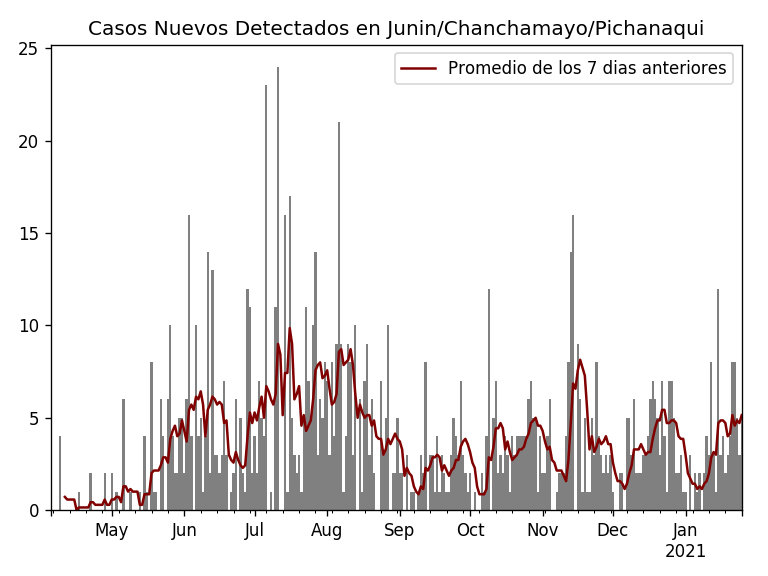 Casos Nuevos Detectados en Junin/Chanchamayo/Pichanaqui
Promedio de los 7 dias anteriores
25
20
15
10
5
0
May Jun Jul Aug Sep Oct Nov Dec Jan
2021